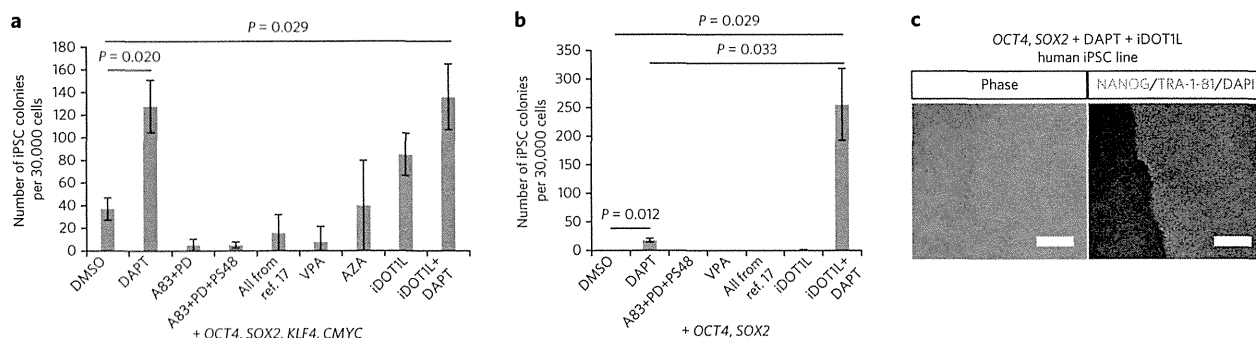 a
P = 0.029
P = 0.020
180
160
140
120
100
80
60
40
20
0
Number of iPSC colonies
per 30,000 cells
DMSO
DAPT
A83+PD
A83+PD+PS48
All from
ref. 17
VPA
AZA
iDOT1L
iDOT1L+
DAPT
+ OCT4, SOX2, KLF4, CMYC
b
P = 0.029
P = 0.033
P = 0.012
350
300
250
200
150
100
50
0
Number of iPSC colonies
per 30,000 cells
DMSO
DAPT
A83+PD+PS48
VPA
All from
ref. 17
iDOT1L
iDOT1L+
DAPT
+ OCT4, SOX2
c
OCT4, SOX2 + DAPT + iDOT1L
human iPSC line
Phase
NANOG/TRA-1-81/DAPI